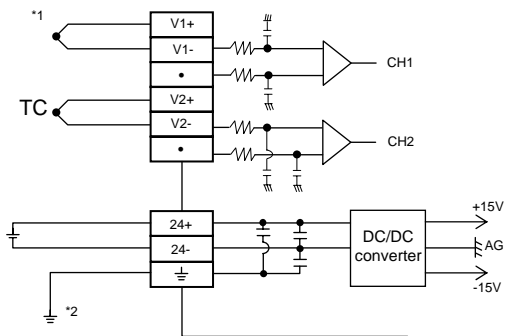 *1
V1+
V1-
•
CH1
TC
V2+
V2-
•
CH2
24+
24-
*2
DC/DC
converter
+15V
AG
-15V